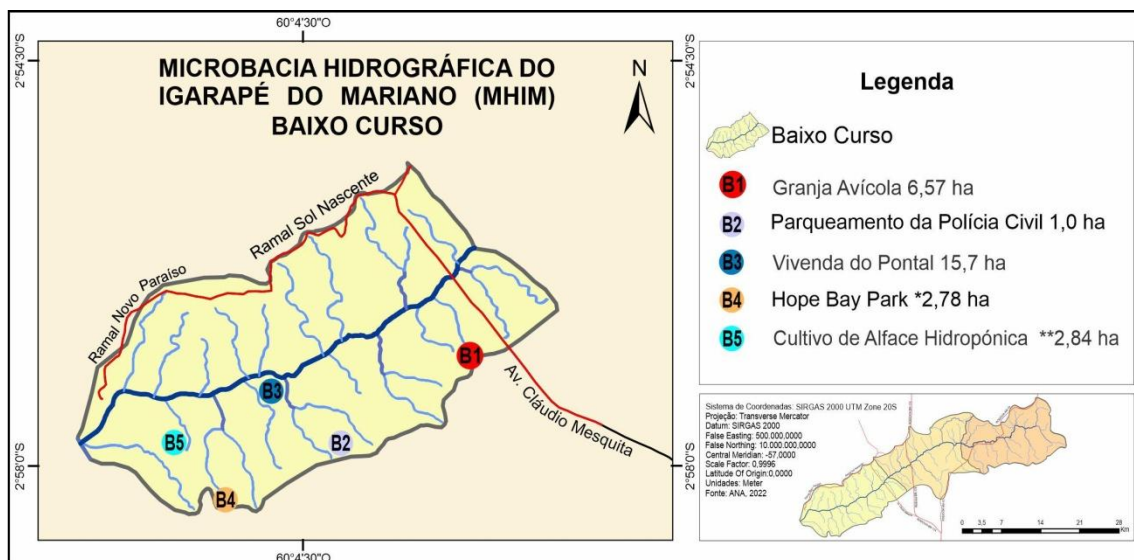 60°4'30"O
2°54'30"S
2°54'30"S
MICROBACIA HIDROGRÁFICA DO
IGARAPÉ DO MARIANO (MHIM)
BAIXO CURSO
N
Ramal Sol Nascente
Ramal Novo Paraíso
Av. Cláudio Mesquita
B1
B3
B2
B5
B4
2°58'0"S
2°58'0"S
60°4'30"O
Legenda
Baixo Curso
B1 Granja Avícola 6,57 ha
B2 Parqueamento da Polícia Civil 1,0 ha
B3 Vivenda do Pontal 15,7 ha
B4 Hope Bay Park *2,78 ha
B5 Cultivo de Alface Hidropónica **2,84 ha
Sistema de Coordenadas: SIRGAS 2000 UTM Zone 20S
Projeção: Transverse Mercator
Datum: SIRGAS 2000
False Easting: 500.000,0000
False Northing: 10.000.000,0000
Central Meridian: -57,0000
Scale Factor: 0,9996
Latitude Of Origin:0,0000
Unidades: Meter
Fonte: ANA, 2022
0 3,5 7 14 21 28
Km